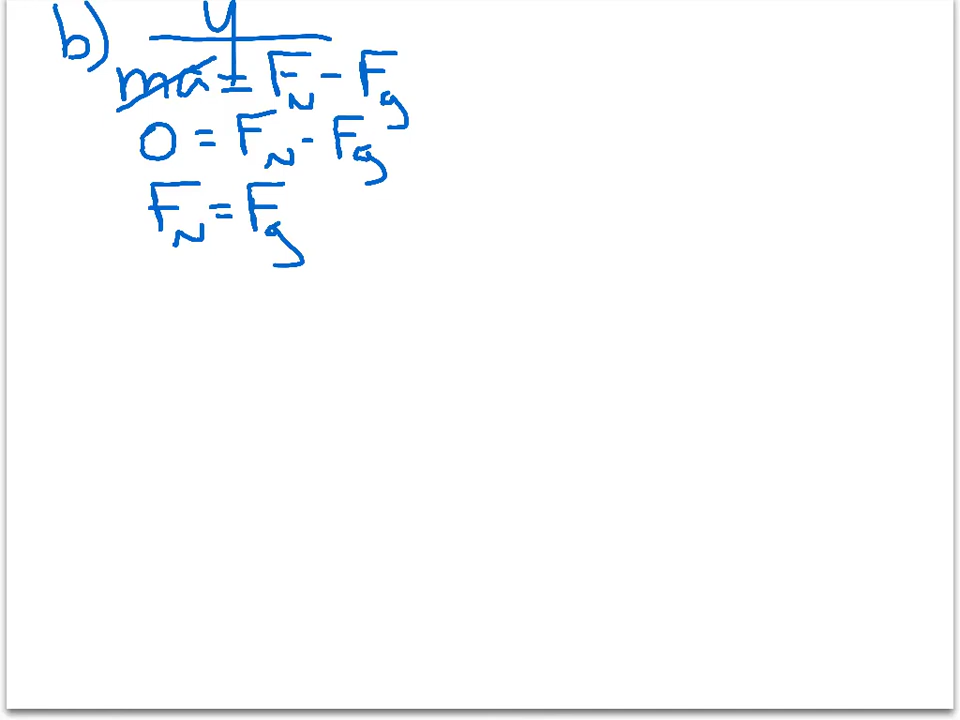 b) y
ma = FN - Fg
0 = FN - Fg
FN = Fg